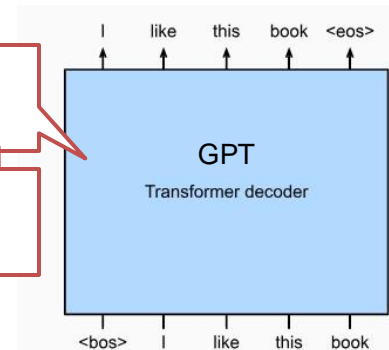 I like this book <eos>
GPT
Transformer decoder
<bos> I like this book